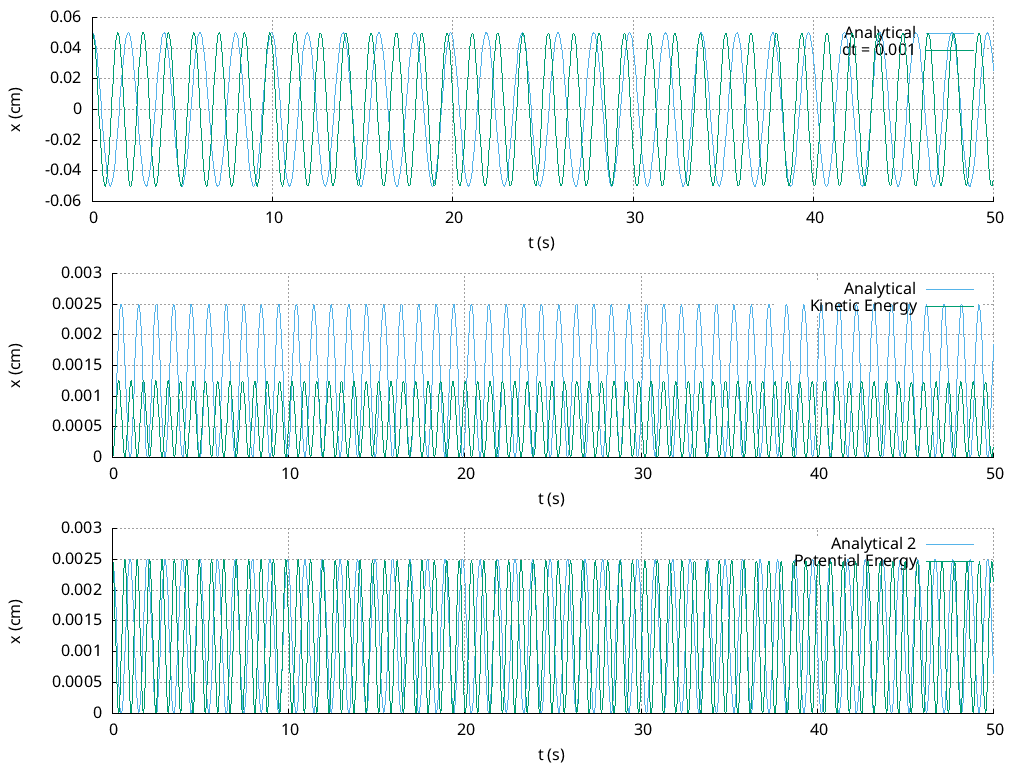 0.06
Analytical
0.04
dt = 0.001
0.02
x (cm)
0
-0.02
-0.04
-0.06
0 10 20 30 40 50
t (s)
0.003
Analytical
0.0025
Kinetic Energy
0.002
x (cm)
0.0015
0.001
0.0005
0
0 10 20 30 40 50
t (s)
0.003
Analytical 2
0.0025
Potential Energy
0.002
x (cm)
0.0015
0.001
0.0005
0
0 10 20 30 40 50
t (s)